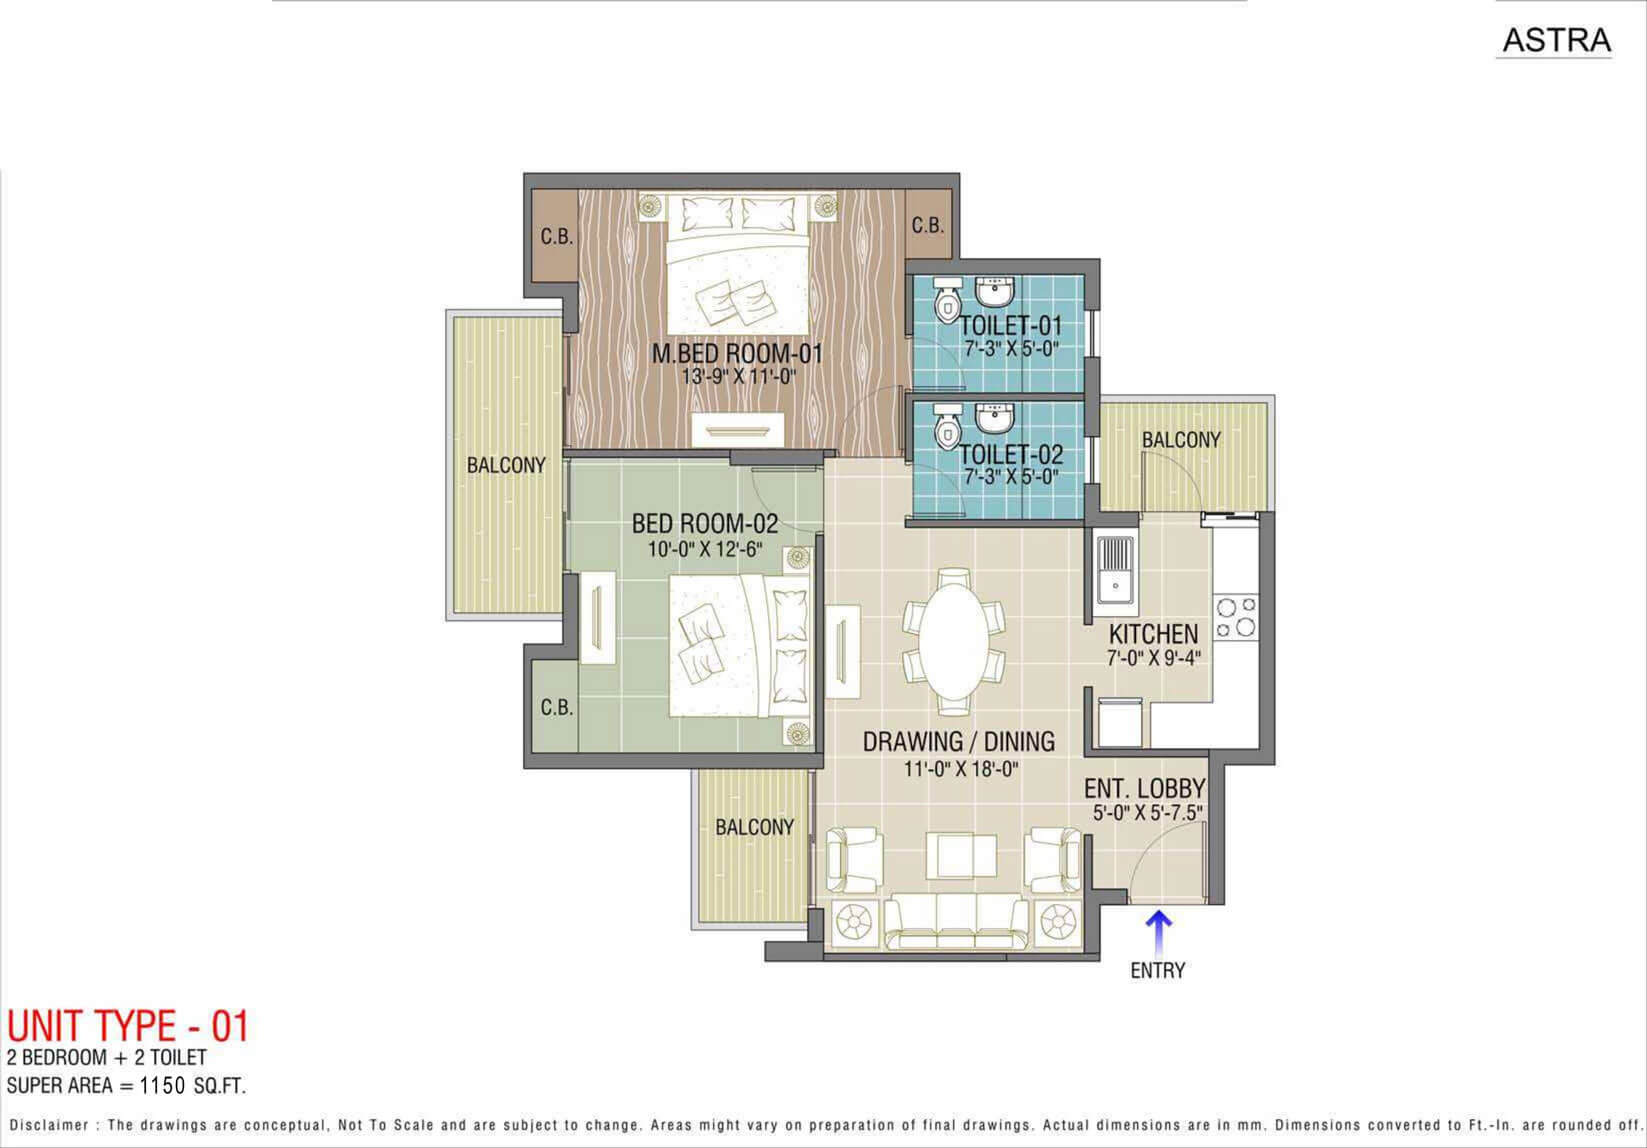 ASTRA
C.B.
C.B.
TOILET-01
7'-3" X 5'-0"
M.BED ROOM-01
13'-9" X 11'-0"
BALCONY
TOILET-02
7'-3" X 5'-0"
BALCONY
BED ROOM-02
10'-0" X 12'-6"
KITCHEN
7'-0" X 9'-4"
C.B.
DRAWING / DINING
11'-0" X 18'-0"
ENT. LOBBY
5'-0" X 5'-7.5"
BALCONY
ENTRY
UNIT TYPE - 01
2 BEDROOM + 2 TOILET
SUPER AREA = 1150 SQ.FT.
Disclaimer : The drawings are conceptual, Not To Scale and are subject to change. Areas might vary on preparation of final drawings. Actual dimensions are in mm. Dimensions converted to Ft.-In. are rounded off.